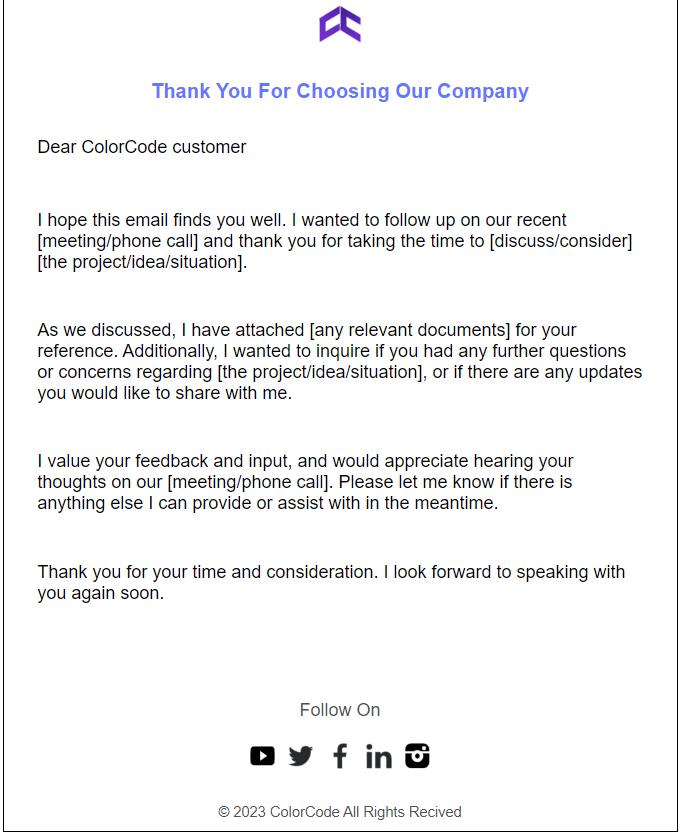 Thank You For Choosing Our Company
Dear ColorCode customer
I hope this email finds you well. I wanted to follow up on our recent
[meeting/phone call] and thank you for taking the time to [discuss/consider]
[the project/idea/situation].
As we discussed, I have attached [any relevant documents] for your
reference. Additionally, I wanted to inquire if you had any further questions
or concerns regarding [the project/idea/situation], or if there are any updates
you would like to share with me.
I value your feedback and input, and would appreciate hearing your
thoughts on our [meeting/phone call]. Please let me know if there is
anything else I can provide or assist with in the meantime.
Thank you for your time and consideration. I look forward to speaking with
you again soon.
Follow On
© 2023 ColorCode All Rights Recived